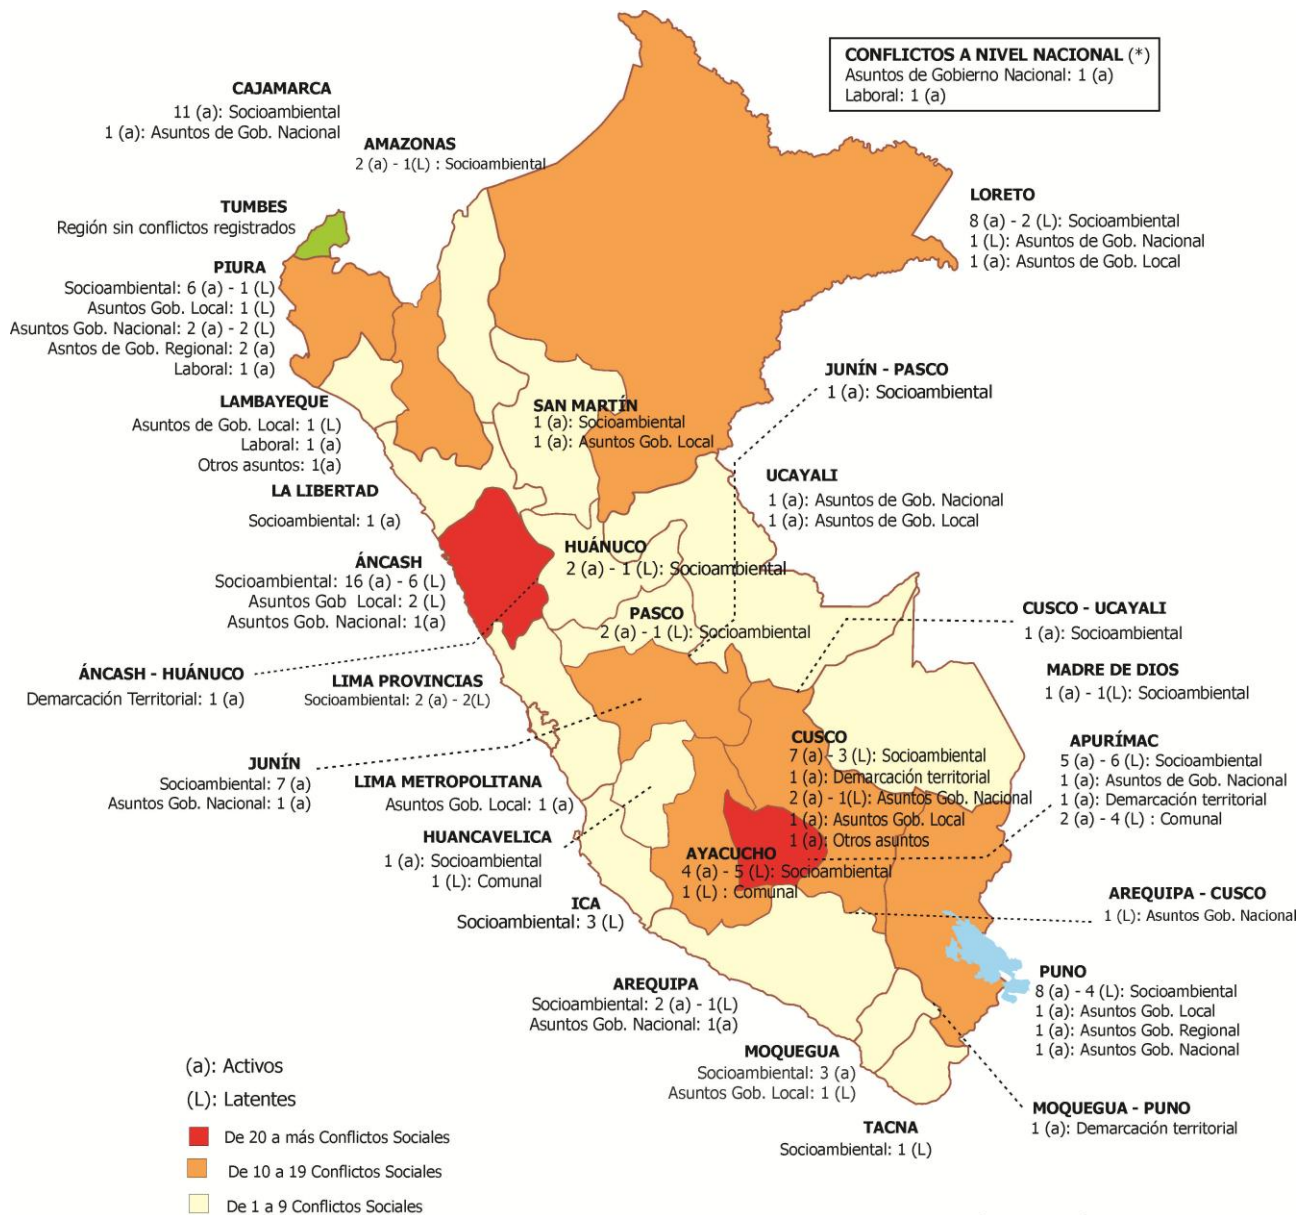 CONFLICTOS A NIVEL NACIONAL (*)
Asuntos de Gobierno Nacional: 1 (a)
Laboral: 1 (a)
CAJAMARCA
11 (a): Socioambiental
1 (a): Asuntos de Gob. Nacional
AMAZONAS
2 (a) - 1(L) : Socioambiental
TUMBES
Región sin conflictos registrados
LORETO
8 (a) - 2 (L): Socioambiental
1 (L): Asuntos de Gob. Nacional
1 (a): Asuntos de Gob. Local
PIURA
Socioambiental: 6 (a) - 1 (L)
Asuntos Gob. Local: 1 (L)
Asuntos Gob. Nacional: 2 (a) - 2 (L)
Asntos de Gob. Regional: 2 (a)
Laboral: 1 (a)
JUNÍN - PASCO
1 (a): Socioambiental
LAMBAYEQUE
Asuntos de Gob. Local: 1 (L)
Laboral: 1 (a)
Otros asuntos: 1(a)
SAN MARTÍN
1 (a): Socioambiental
1 (a): Asuntos Gob. Local
UCAYALI
1 (a): Asuntos de Gob. Nacional
1 (a): Asuntos de Gob. Local
LA LIBERTAD
Socioambiental: 1 (a)
ÁNCASH
Socioambiental: 16 (a) - 6 (L)
Asuntos Gob Local: 2 (L)
Asuntos Gob. Nacional: 1(a)
HUÁNUCO
2 (a) - 1 (L): Socioambiental
PASCO
2 (a) - 1 (L): Socioambiental
CUSCO - UCAYALI
1 (a): Socioambiental
ÁNCASH - HUÁNUCO
Demarcación Territorial: 1 (a)
LIMA PROVINCIAS
Socioambiental: 2 (a) - 2(L)
MADRE DE DIOS
1 (a) - 1(L): Socioambiental
CUSCO
7 (a) - 3 (L): Socioambiental
1 (a): Demarcación territorial
2 (a) - 1(L): Asuntos Gob. Nacional
1 (a): Asuntos Gob. Local
1 (a): Otros asuntos
APURÍMAC
5 (a) - 6 (L): Socioambiental
1 (a): Asuntos de Gob. Nacional
1 (a): Demarcación territorial
2 (a) - 4 (L) : Comunal
JUNÍN
Socioambiental: 7 (a)
Asuntos Gob. Nacional: 1 (a)
LIMA METROPOLITANA
Asuntos Gob. Local: 1 (a)
HUANCAVELICA
1 (a): Socioambiental
1 (L): Comunal
AYACUCHO
4 (a) - 5 (L): Socioambiental
1 (L) : Comunal
ICA
Socioambiental: 3 (L)
AREQUIPA - CUSCO
1 (L): Asuntos Gob. Nacional
AREQUIPA
Socioambiental: 2 (a) - 1(L)
Asuntos Gob. Nacional: 1(a)
PUNO
8 (a) - 4 (L): Socioambiental
1 (a): Asuntos Gob. Local
1 (a): Asuntos Gob. Regional
1 (a): Asuntos Gob. Nacional
MOQUEGUA
Socioambiental: 3 (a)
Asuntos Gob. Local: 1 (L)
MOQUEGUA - PUNO
1 (a): Demarcación territorial
TACNA
Socioambiental: 1 (L)
(a): Activos
(L): Latentes
De 20 a más Conflictos Sociales
De 10 a 19 Conflictos Sociales
De 1 a 9 Conflictos Sociales